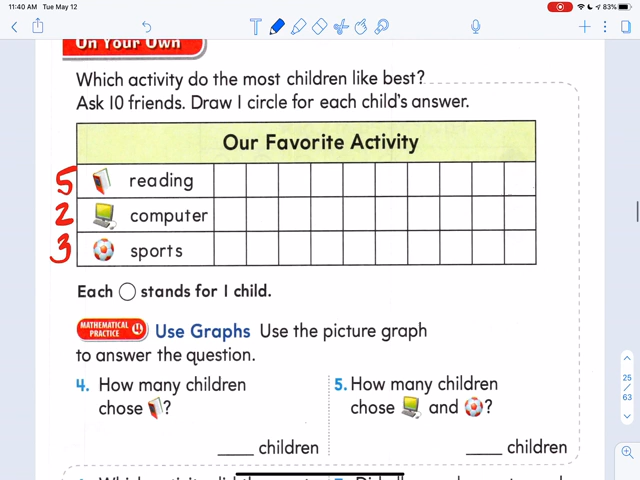 11:40 AM Tue May 12
83%
On Your Own
Which activity do the most children like best?
Ask 10 friends. Draw 1 circle for each child's answer.
Our Favorite Activity
5 reading
2 computer
3 sports
Each ○ stands for 1 child.
MATHEMATICAL PRACTICE 4 Use Graphs Use the picture graph
to answer the question.
4. How many children
chose ?
____ children
5. How many children
chose and ?
____ children
25
/
63